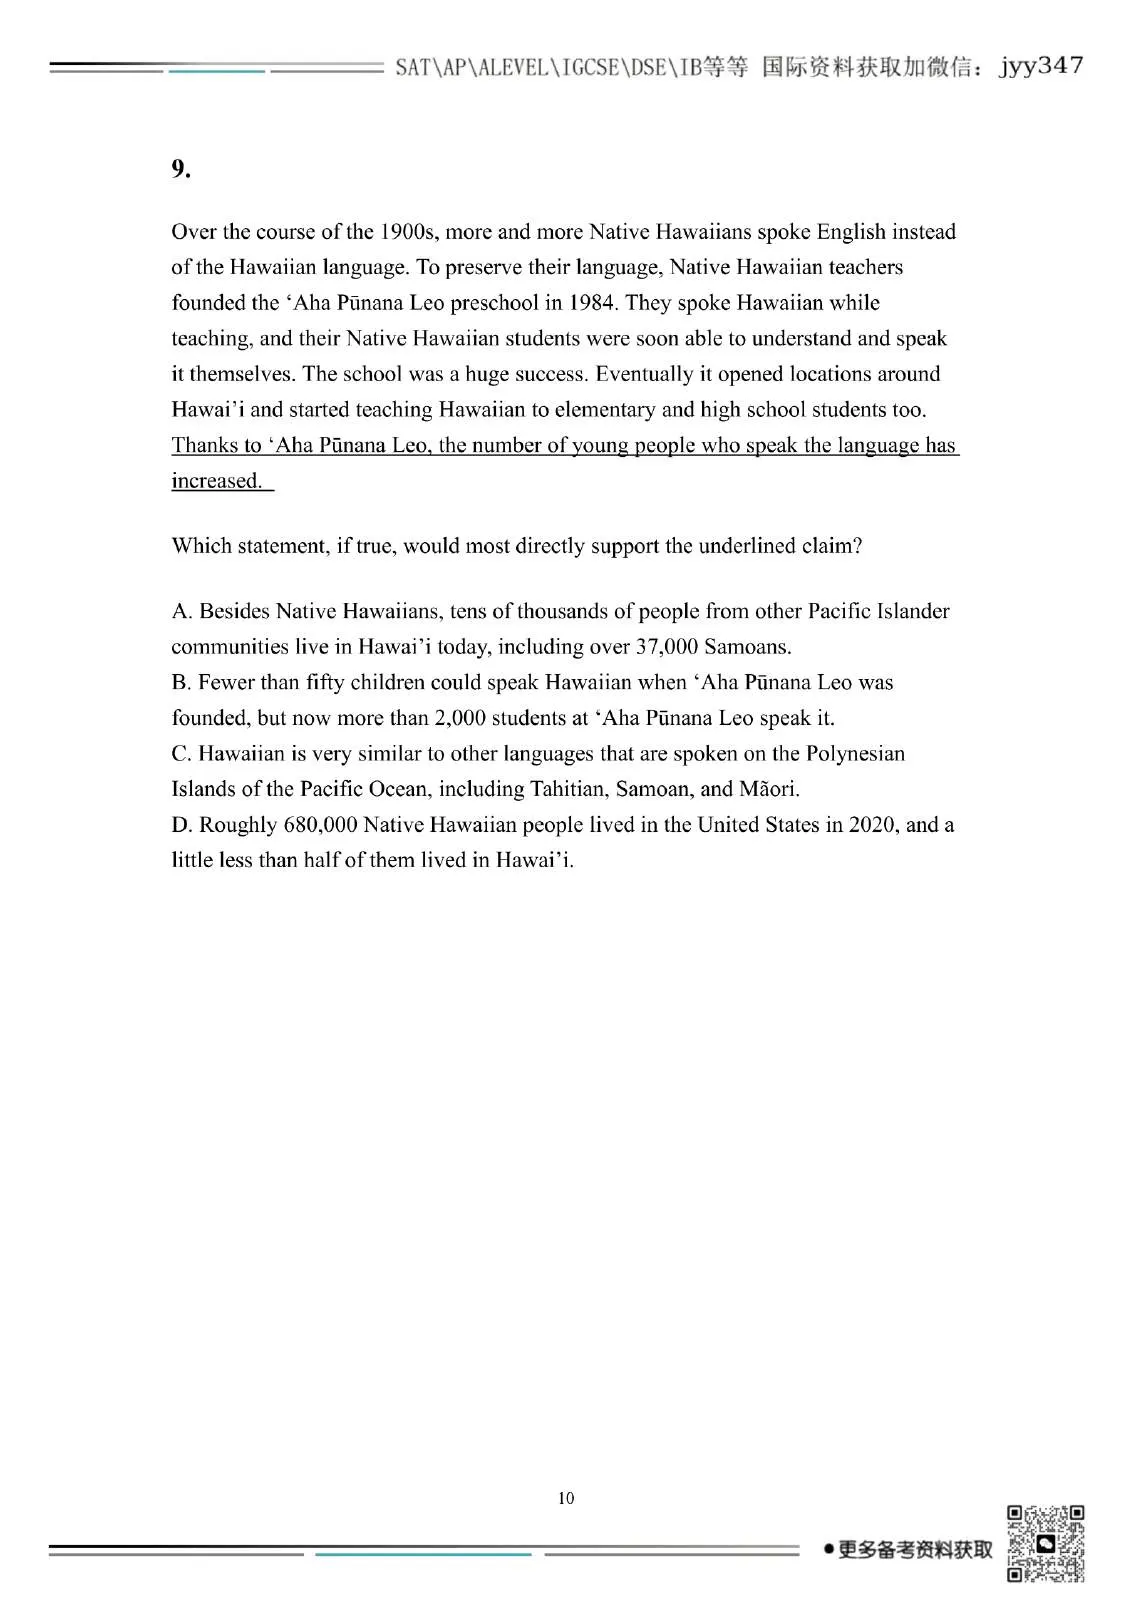 SAT\AP\ALEVEL\IGCSE\DSE\IB等等 国际资料获取加微信：jyy347
9.
Over the course of the 1900s, more and more Native Hawaiians spoke English instead
of the Hawaiian language. To preserve their language, Native Hawaiian teachers
founded the ‘Aha Pūnana Leo preschool in 1984. They spoke Hawaiian while
teaching, and their Native Hawaiian students were soon able to understand and speak
it themselves. The school was a huge success. Eventually it opened locations around
Hawai’i and started teaching Hawaiian to elementary and high school students too.
Thanks to ‘Aha Pūnana Leo, the number of young people who speak the language has
increased.
Which statement, if true, would most directly support the underlined claim?
A. Besides Native Hawaiians, tens of thousands of people from other Pacific Islander
communities live in Hawai’i today, including over 37,000 Samoans.
B. Fewer than fifty children could speak Hawaiian when ‘Aha Pūnana Leo was
founded, but now more than 2,000 students at ‘Aha Pūnana Leo speak it.
C. Hawaiian is very similar to other languages that are spoken on the Polynesian
Islands of the Pacific Ocean, including Tahitian, Samoan, and Mãori.
D. Roughly 680,000 Native Hawaiian people lived in the United States in 2020, and a
little less than half of them lived in Hawai’i.
10
●更多备考资料获取